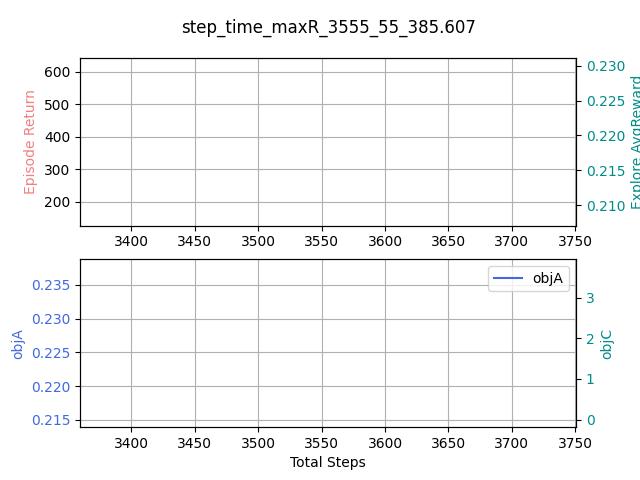 step_time_maxR_3555_55_385.607
600
500
400
300
200
Episode Return
0.230
0.225
0.220
0.215
0.210
Explore AvgReward
3400 3450 3500 3550 3600 3650 3700 3750
objA
0.235
0.230
0.225
0.220
0.215
objA
3
2
1
0
objC
3400 3450 3500 3550 3600 3650 3700 3750
Total Steps